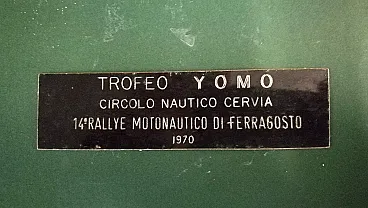 TROFEO YOMO
CIRCOLO NAUTICO CERVIA
14° RALLYE MOTONAUTICO DI FERRAGOSTO
1970